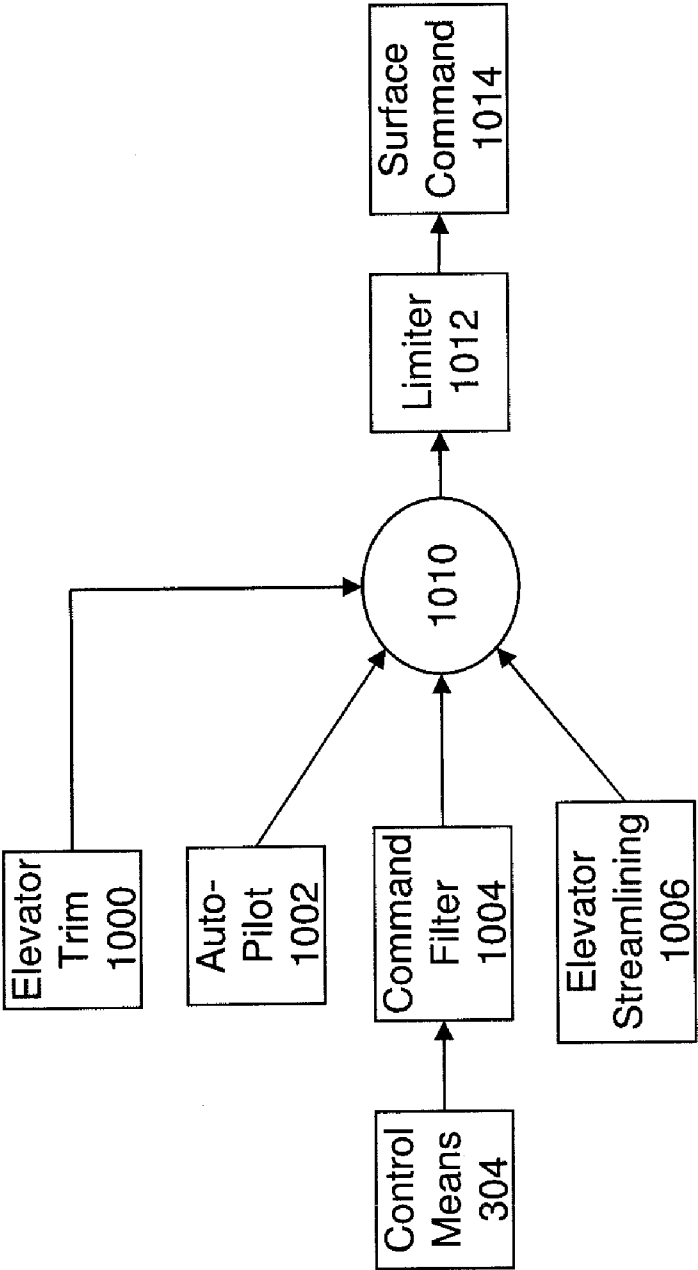 Elevator
Trim
1000
Auto-
Pilot
1002
Control
Means
304
Command
Filter
1004
Elevator
Streamlining
1006
1010
Limiter
1012
Surface
Command
1014